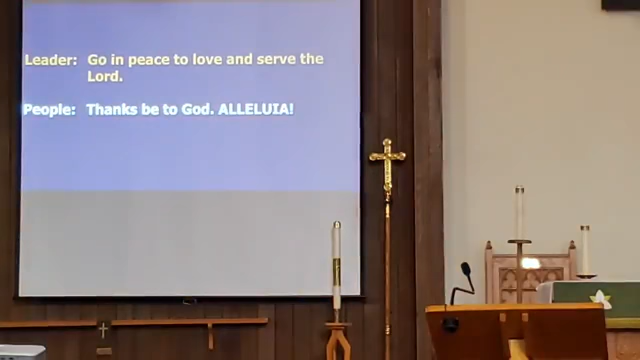 Leader: Go in peace to love and serve the
Lord.
People: Thanks be to God. ALLELUIA!